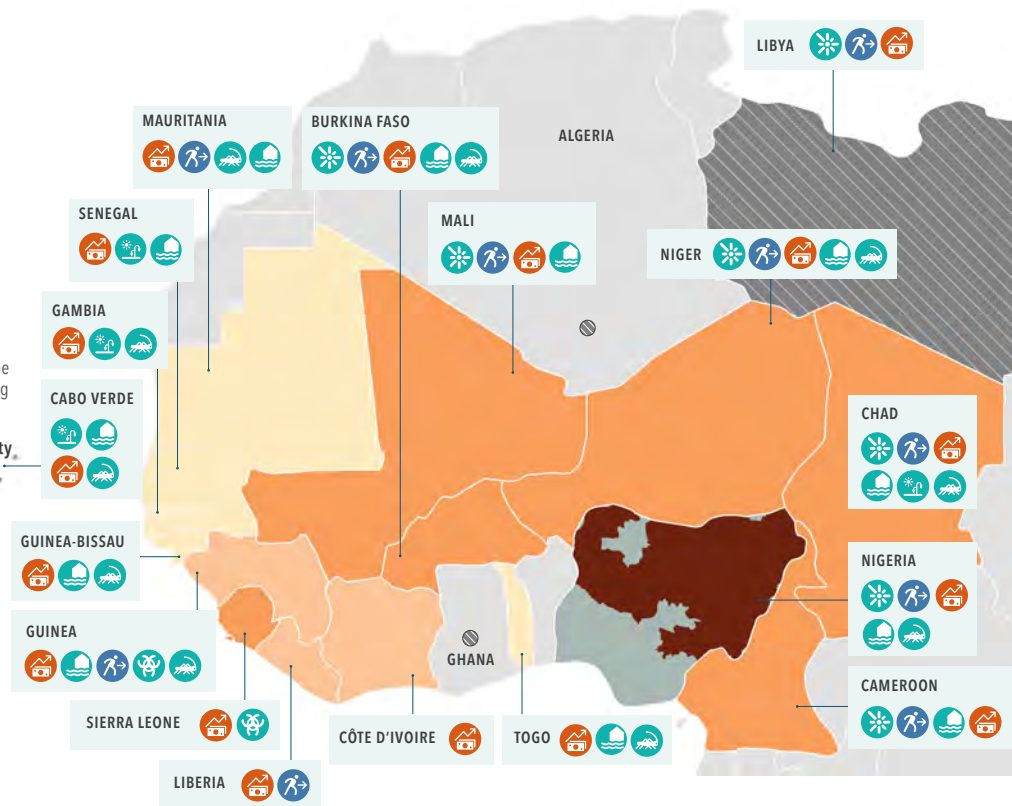 LIBYA
MAURITANIA
BURKINA FASO
ALGERIA
SENEGAL
MALI
NIGER
GAMBIA
CABO VERDE
CHAD
GUINEA-BISSAU
NIGERIA
GUINEA
GHANA
CAMEROON
SIERRA LEONE
CÔTE D'IVOIRE
TOGO
LIBERIA